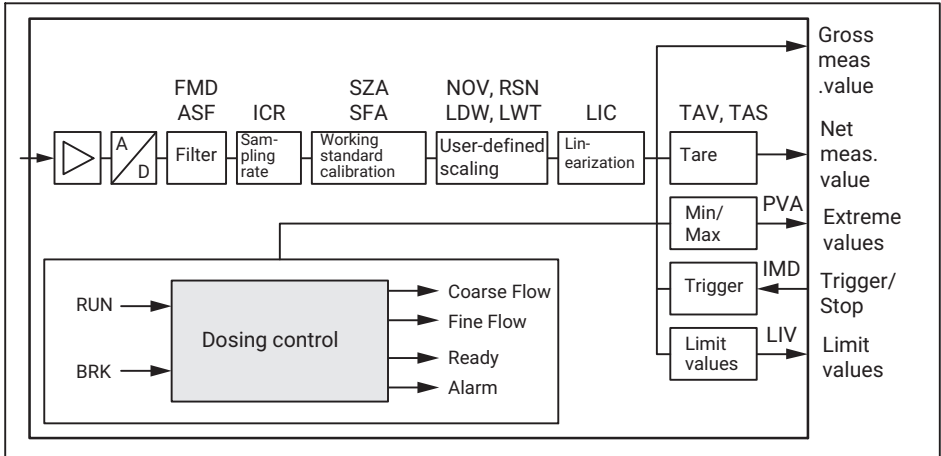 Gross
meas
.value
FMD
ASF
ICR
SZA
SFA
NOV, RSN
LDW, LWT
LIC
TAV, TAS
A
D
Filter
Sam-
pling
rate
Working
standard
calibration
User-defined
scaling
Lin-
earization
Tare
Net
meas.
value
Min/
Max
PVA
Extreme
values
Trigger
IMD
Trigger/
Stop
Limit
values
LIV
Limit
values
RUN
BRK
Dosing control
Coarse Flow
Fine Flow
Ready
Alarm